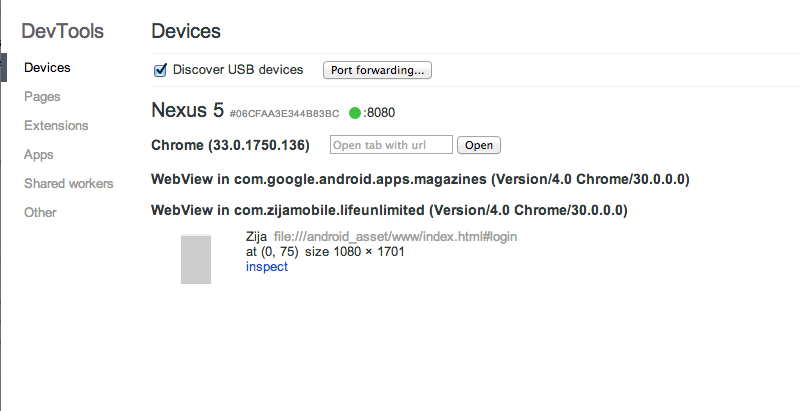 DevTools
Devices
Pages
Extensions
Apps
Shared workers
Other
Devices
Discover USB devices
Port forwarding...
Nexus 5 #06CFAA3E344B83BC :8080
Chrome (33.0.1750.136) Open tab with url Open
WebView in com.google.android.apps.magazines (Version/4.0 Chrome/30.0.0.0)
WebView in com.zijamobile.lifeunlimited (Version/4.0 Chrome/30.0.0.0)
Zija file:///android_asset/www/index.html#login
at (0, 75) size 1080 × 1701
inspect